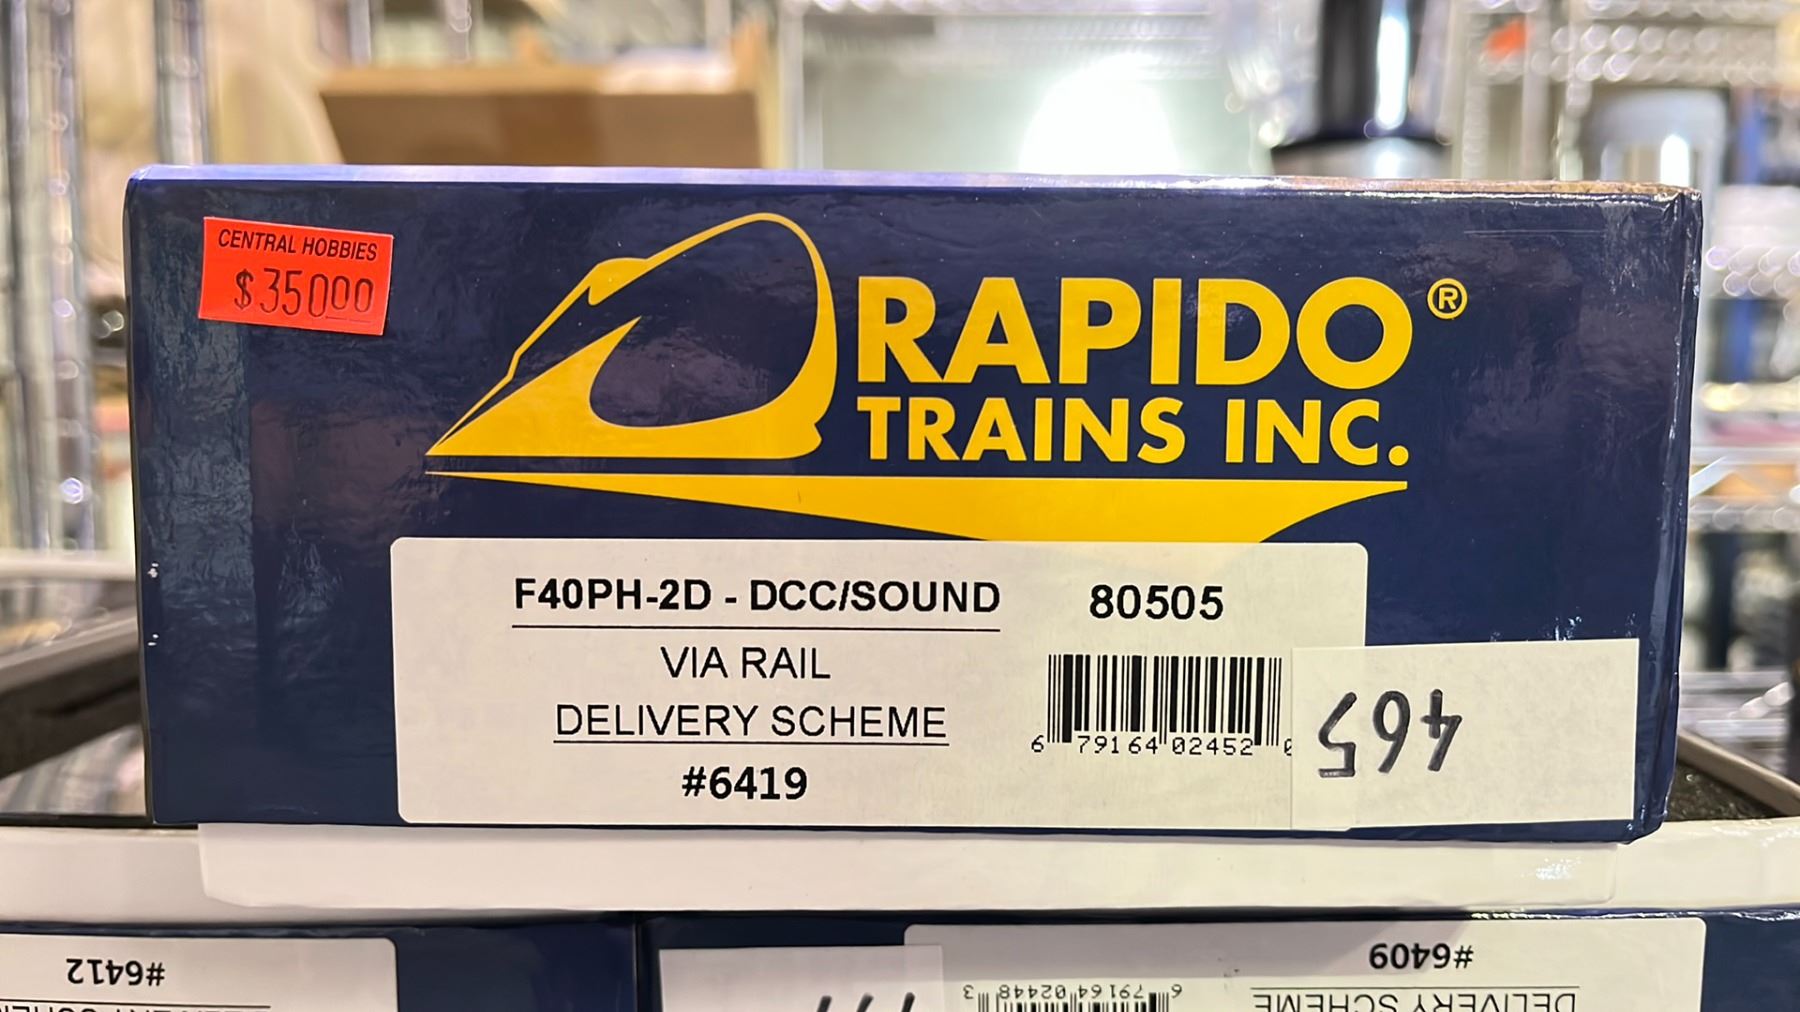 CENTRAL HOBBIES
$350.00
RAPIDO®
TRAINS INC.
F40PH-2D - DCC/SOUND
80505
VIA RAIL
DELIVERY SCHEME
#6419
6 79164 02452
465
#6412
#6409
DELIVERY SCHEME
6 79164 02448 3